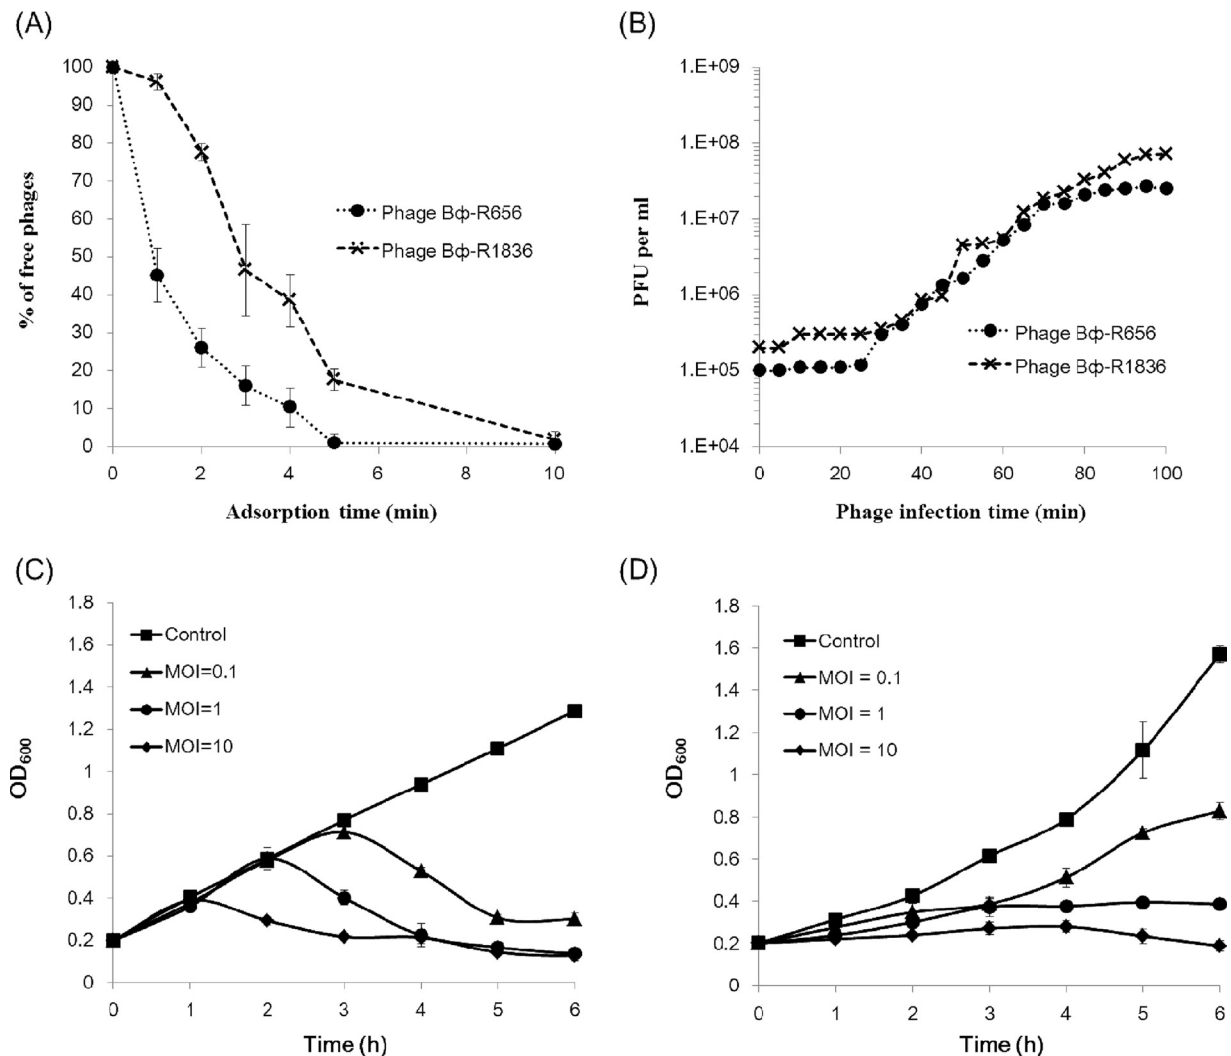 (A)
100
90
80
70
60
50
40
30
20
10
0
% of free phages
Phage Bф-R656
Phage Bф-R1836
0 2 4 6 8 10
Adsorption time (min)
(B)
1.E+09
1.E+08
1.E+07
1.E+06
1.E+05
1.E+04
PFU per ml
Phage Bф-R656
Phage Bф-R1836
0 20 40 60 80 100
Phage infection time (min)
(C)
1.8
1.6
1.4
1.2
1
0.8
0.6
0.4
0.2
0
OD600
Control
MOI=0.1
MOI=1
MOI=10
0 1 2 3 4 5 6
Time (h)
(D)
1.8
1.6
1.4
1.2
1
0.8
0.6
0.4
0.2
0
OD600
Control
MOI = 0.1
MOI = 1
MOI = 10
0 1 2 3 4 5 6
Time (h)